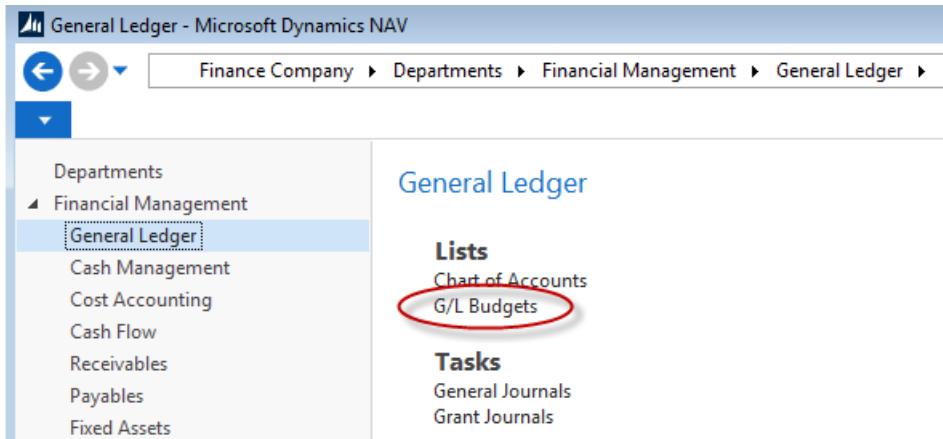 General Ledger - Microsoft Dynamics NAV
Finance Company ▸ Departments ▸ Financial Management ▸ General Ledger ▸
Departments
Financial Management
General Ledger
Cash Management
Cost Accounting
Cash Flow
Receivables
Payables
Fixed Assets
General Ledger
Lists
Chart of Accounts
G/L Budgets
Tasks
General Journals
Grant Journals